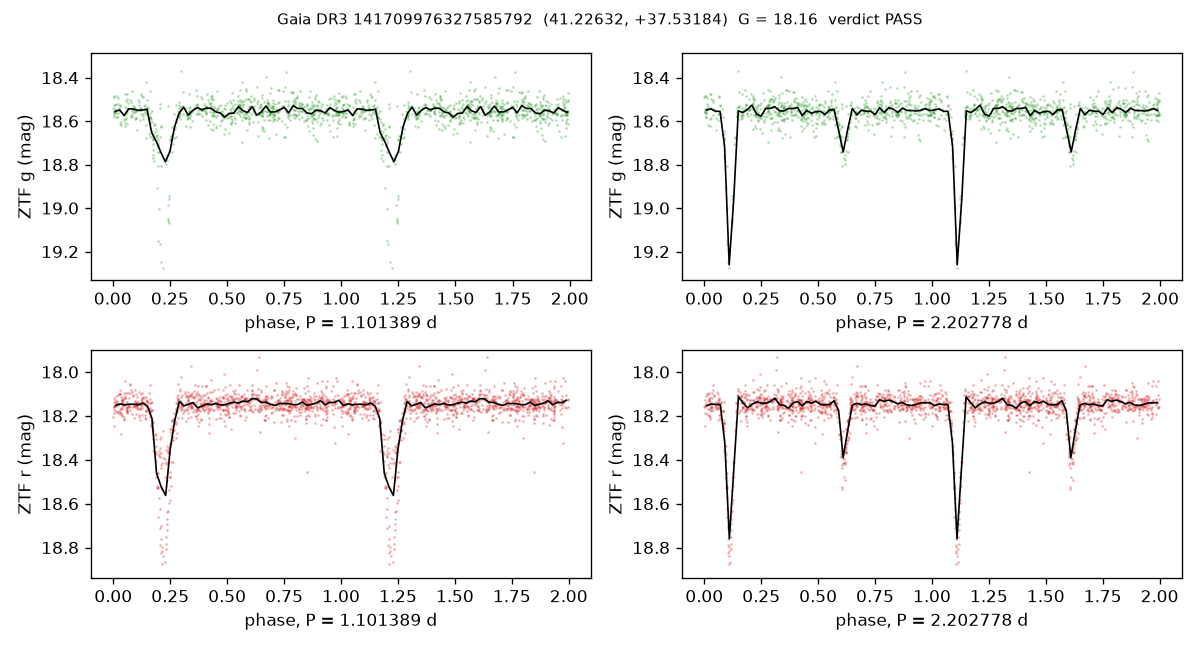 Gaia DR3 141709976327585792  (41.22632, +37.53184)  G = 18.16  verdict PASS
ZTF g (mag)
18.4
18.6
18.8
19.0
19.2
0.00 0.25 0.50 0.75 1.00 1.25 1.50 1.75 2.00
phase, P = 1.101389 d
ZTF g (mag)
18.4
18.6
18.8
19.0
19.2
0.00 0.25 0.50 0.75 1.00 1.25 1.50 1.75 2.00
phase, P = 2.202778 d
ZTF r (mag)
18.0
18.2
18.4
18.6
18.8
0.00 0.25 0.50 0.75 1.00 1.25 1.50 1.75 2.00
phase, P = 1.101389 d
ZTF r (mag)
18.0
18.2
18.4
18.6
18.8
0.00 0.25 0.50 0.75 1.00 1.25 1.50 1.75 2.00
phase, P = 2.202778 d